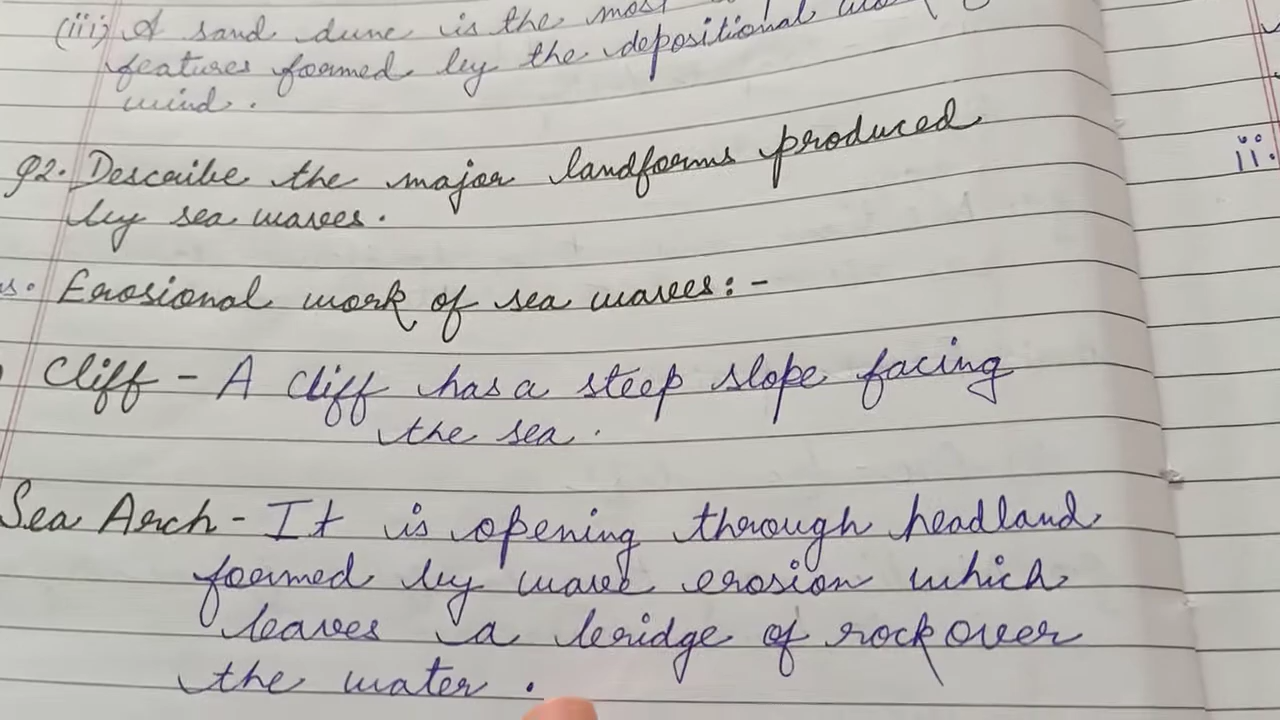 (iii) A sand dune is the most
features formed by the depositional
wind.
Q2. Describe the major landforms produced
by sea waves.
s. Erosional work of sea waves:-
Cliff - A Cliff has a steep slope facing
the sea.
Sea Arch - It is opening through headland
formed by wave erosion which
leaves a bridge of rock over
the water.
ii.